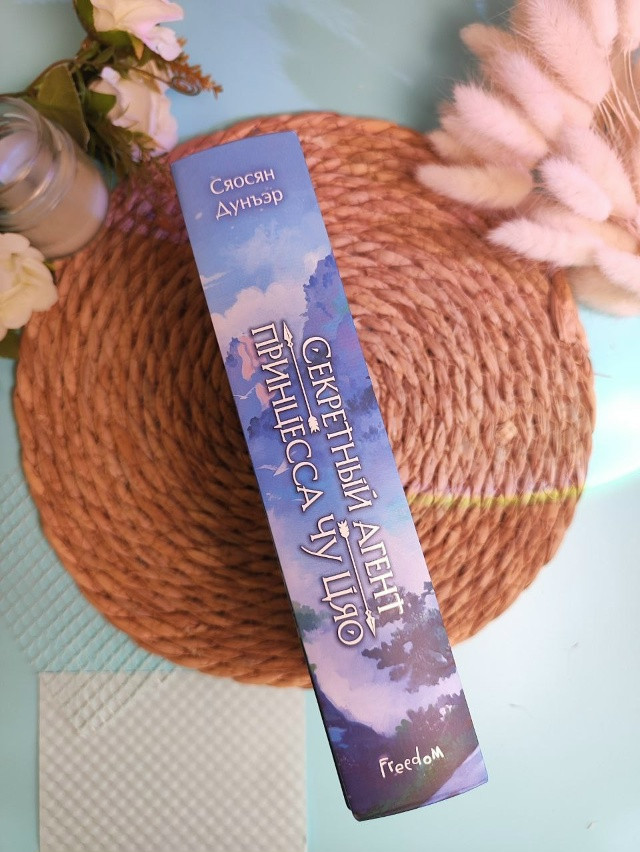 Сяосян
Дунъэр
Секретный агент
принцесса Чу Цяо
Freedom